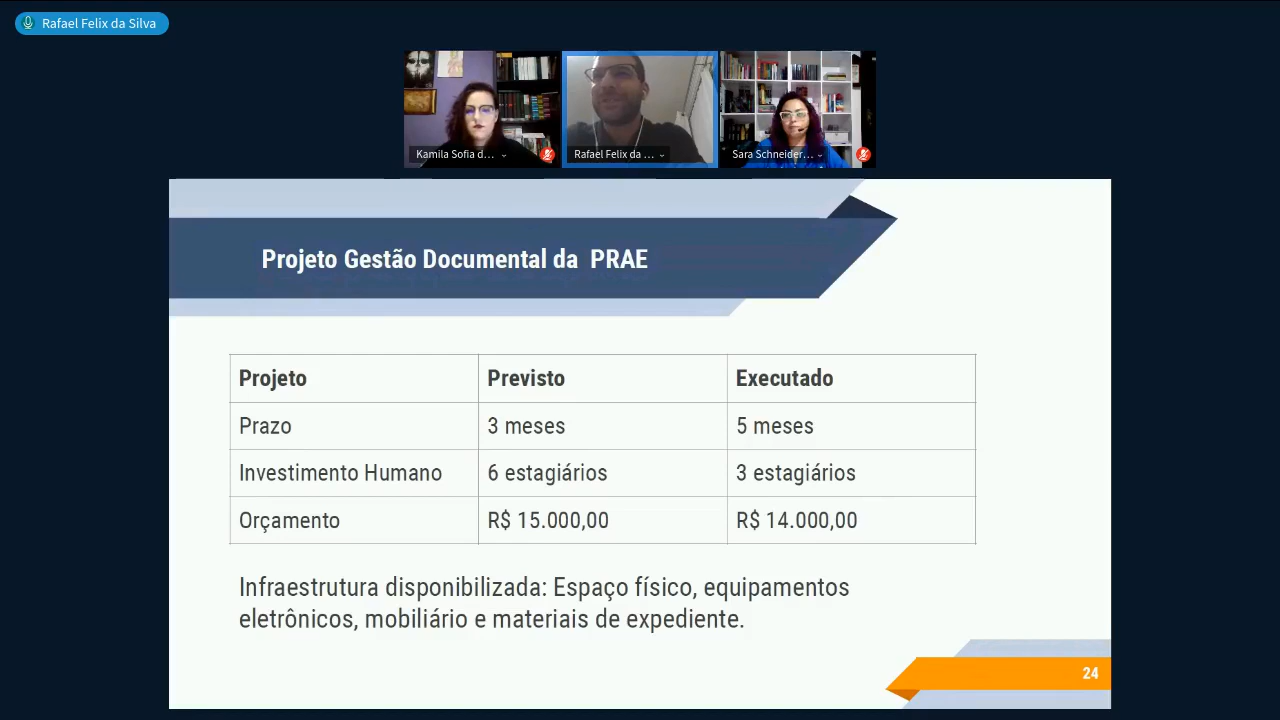 Rafael Felix da Silva
Kamila Sofia d...
Rafael Felix da ...
Sara Schneider...
Projeto Gestão Documental da PRAE
Projeto Previsto Executado
Prazo 3 meses 5 meses
Investimento Humano 6 estagiários 3 estagiários
Orçamento R$ 15.000,00 R$ 14.000,00
Infraestrutura disponibilizada: Espaço físico, equipamentos
eletrônicos, mobiliário e materiais de expediente.
24